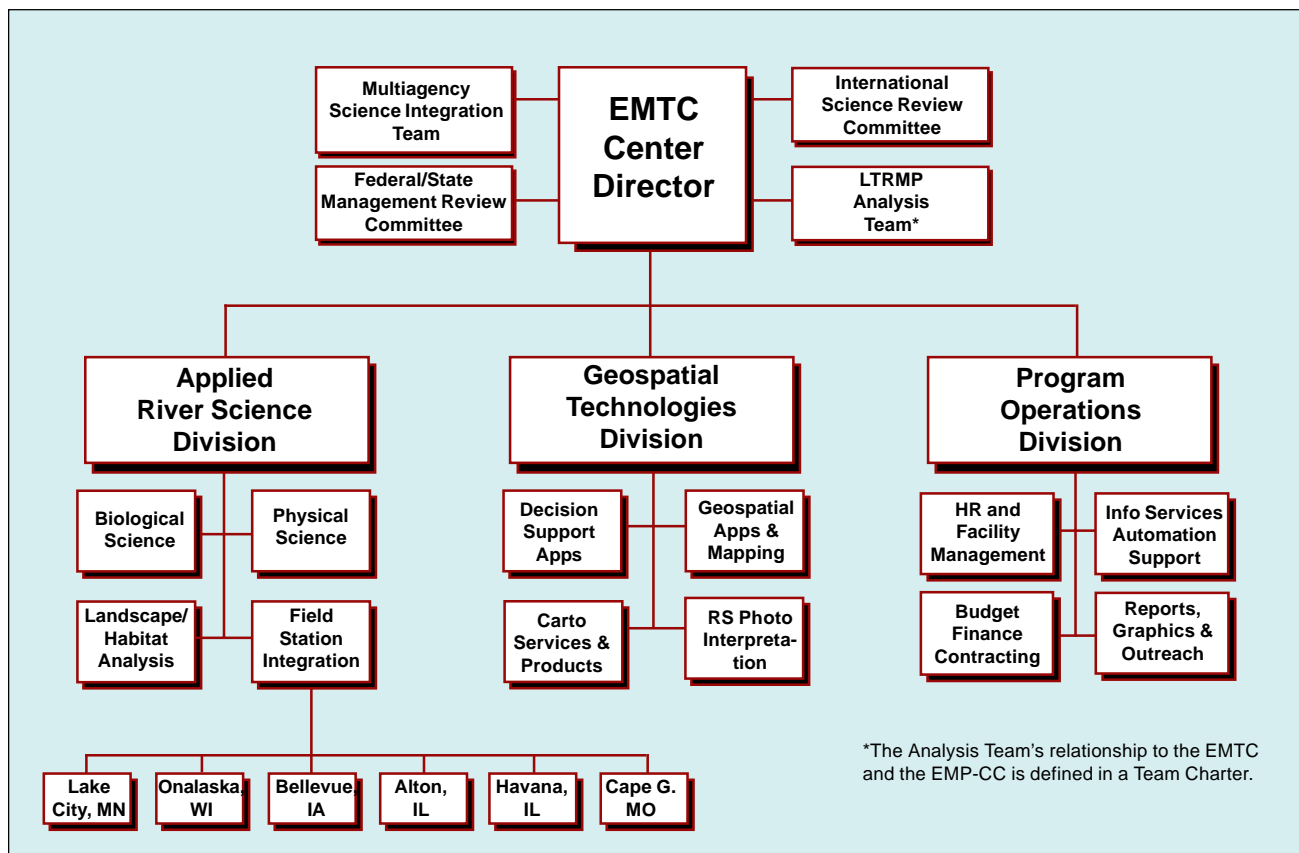 Multiagency
Science Integration
Team
EMTC
Center
Director
International
Science Review
Committee
Federal/State
Management Review
Committee
LTRMP
Analysis
Team*
Applied
River Science
Division
Geospatial
Technologies
Division
Program
Operations
Division
Biological
Science
Physical
Science
Decision
Support
Apps
Geospatial
Apps &
Mapping
HR and
Facility
Management
Info Services
Automation
Support
Landscape/
Habitat
Analysis
Field
Station
Integration
Carto
Services &
Products
RS Photo
Interpreta-
tion
Budget
Finance
Contracting
Reports,
Graphics &
Outreach
Lake
City, MN
Onalaska,
WI
Bellevue,
IA
Alton,
IL
Havana,
IL
Cape G.
MO
*The Analysis Team's relationship to the EMTC
and the EMP-CC is defined in a Team Charter.